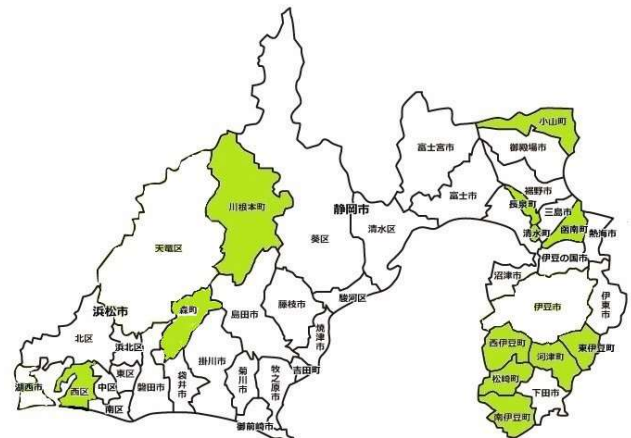 小山町
御殿場市
富士宮市
裾野市
富士市
長泉町
三島市
函南町
清水町
熱海市
川根本町
静岡市
清水区
葵区
天竜区
伊豆の国市
沼津市
駿河区
伊豆市
伊東市
森町
島田市
藤枝市
浜松市
焼津市
北区
浜北区
西伊豆町
東伊豆町
河津町
掛川市
吉田町
湖西市
西区
中区
東区
磐田市
袋井市
菊川市
牧之原市
松崎町
下田市
南区
南伊豆町
御前崎市